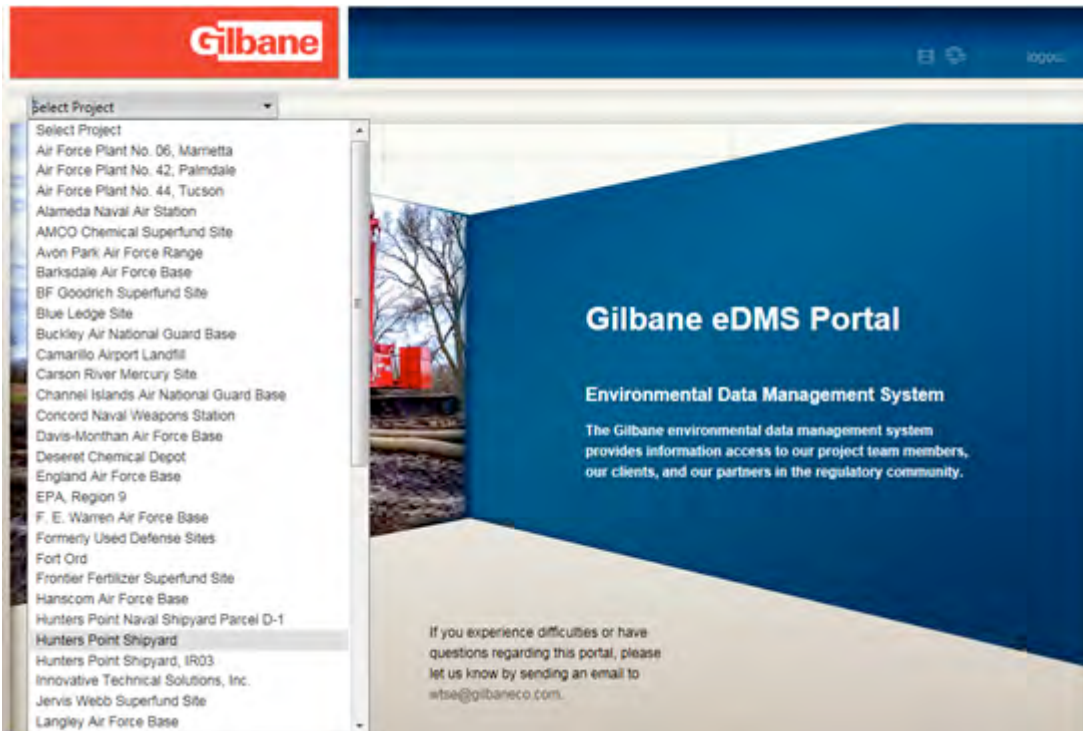 Gilbane
logout
Select Project
Select Project
Air Force Plant No. 06, Marrietta
Air Force Plant No. 42, Palmdale
Air Force Plant No. 44, Tucson
Alameda Naval Air Station
AMCO Chemical Superfund Site
Avon Park Air Force Range
Barksdale Air Force Base
BF Goodrich Superfund Site
Blue Ledge Site
Buckley Air National Guard Base
Camarillo Airport Landfill
Carson River Mercury Site
Channel Islands Air National Guard Base
Concord Naval Weapons Station
Davis-Monthan Air Force Base
Deseret Chemical Depot
England Air Force Base
EPA, Region 9
F. E. Warren Air Force Base
Formerly Used Defense Sites
Fort Ord
Frontier Fertilizer Superfund Site
Hanscom Air Force Base
Hunters Point Naval Shipyard Parcel D-1
Hunters Point Shipyard
Hunters Point Shipyard, IR03
Innovative Technical Solutions, Inc.
Jervis Webb Superfund Site
Langley Air Force Base
Gilbane eDMS Portal
Environmental Data Management System
The Gilbane environmental data management system
provides information access to our project team members,
our clients, and our partners in the regulatory community.
If you experience difficulties or have
questions regarding this portal, please
let us know by sending an email to
wtse@gilbaneco.com.